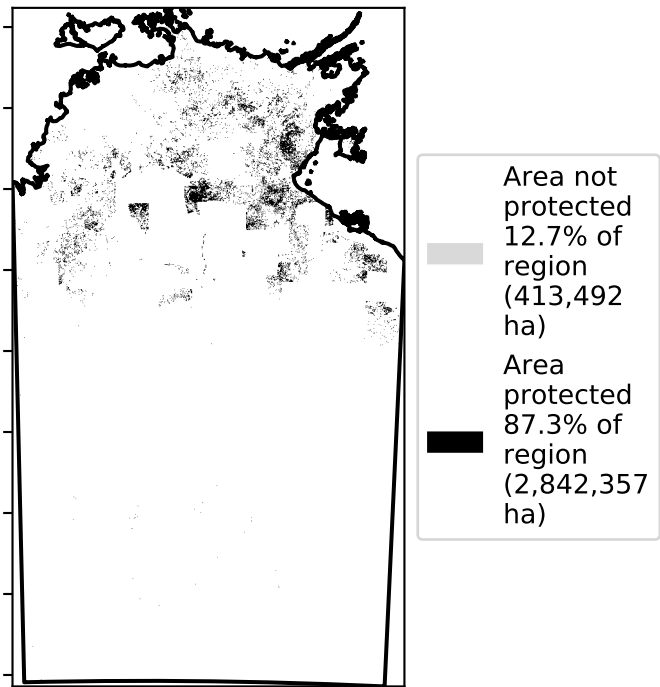 Area not
protected
12.7% of
region
(413,492
ha)
Area
protected
87.3% of
region
(2,842,357
ha)